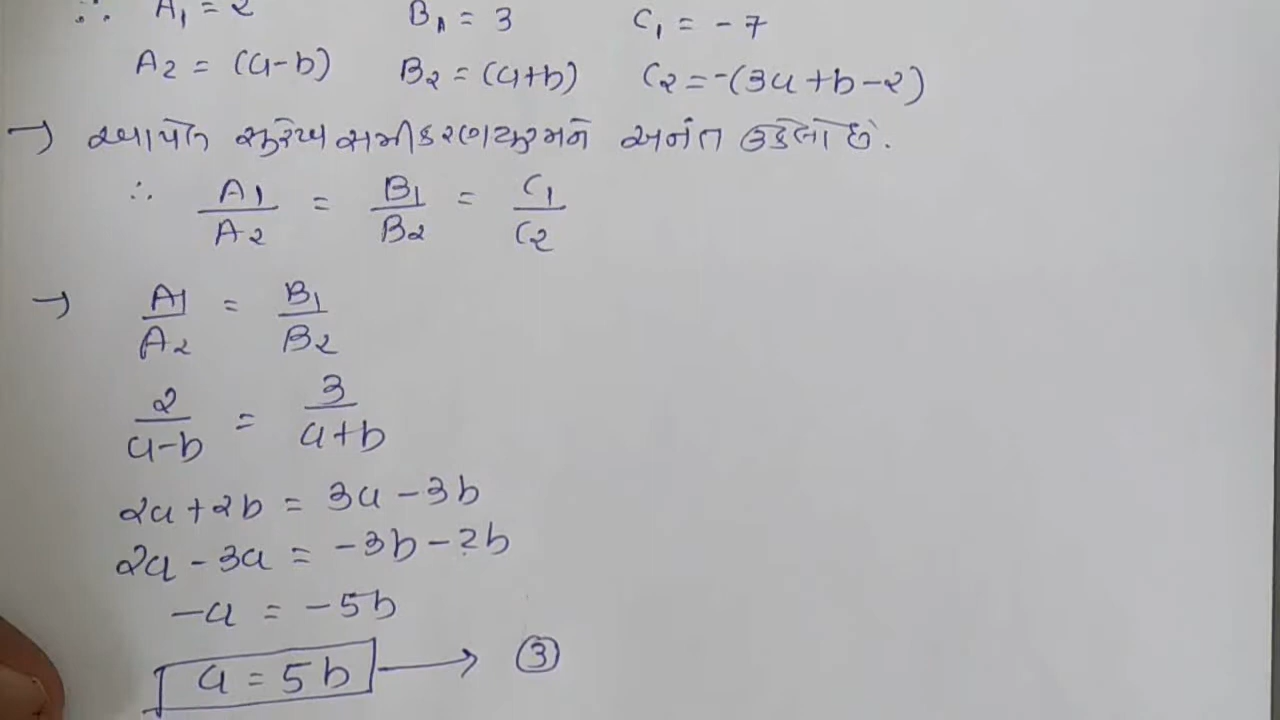 ∴ A₁ = 2 B₁ = 3 C₁ = -7
A₂ = (a-b) B₂ = (a+b) C₂ = -(3a+b-2)
→ આપેલ સુરેખ સમીકરણયુગ્મને અનંત ઉકેલો છે.
∴ A₁/A₂ = B₁/B₂ = C₁/C₂
→ A₁/A₂ = B₁/B₂
2/(a-b) = 3/(a+b)
2a+2b = 3a-3b
2a-3a = -3b-2b
-a = -5b
a = 5b → ③